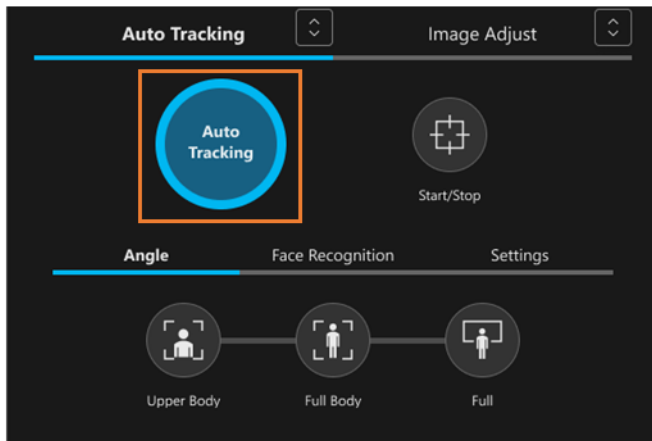 Auto Tracking
Image Adjust
Auto
Tracking
Start/Stop
Angle
Face Recognition
Settings
Upper Body
Full Body
Full